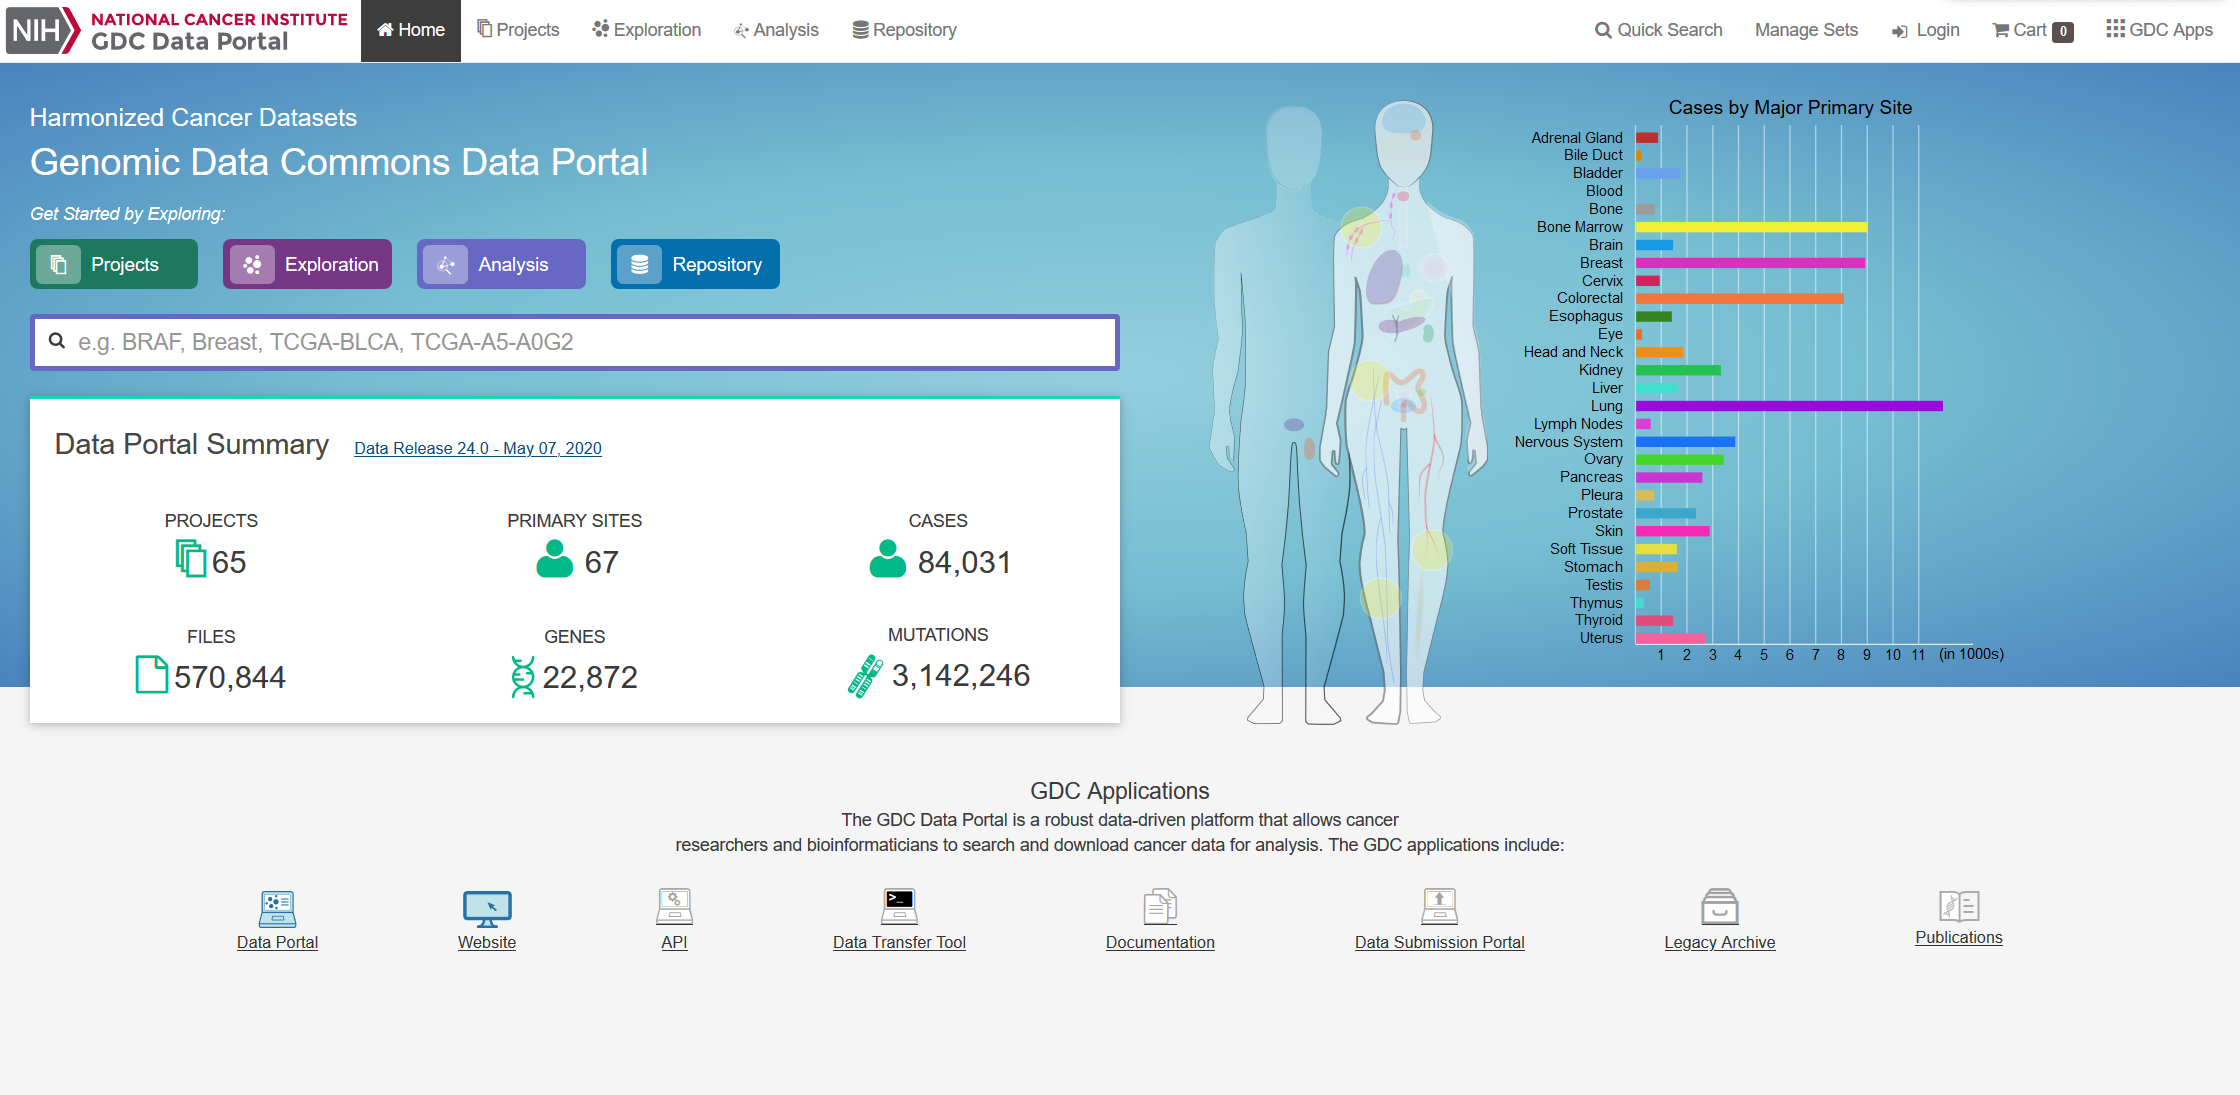 NIH NATIONAL CANCER INSTITUTE
GDC Data Portal
Home Projects Exploration Analysis Repository
Quick Search Manage Sets Login Cart 0 GDC Apps
Harmonized Cancer Datasets
Genomic Data Commons Data Portal
Get Started by Exploring:
Projects Exploration Analysis Repository
e.g. BRAF, Breast, TCGA-BLCA, TCGA-A5-A0G2
Data Portal Summary Data Release 24.0 - May 07, 2020
PROJECTS PRIMARY SITES CASES
65 67 84,031
FILES GENES MUTATIONS
570,844 22,872 3,142,246
Cases by Major Primary Site
Adrenal Gland
Bile Duct
Bladder
Blood
Bone
Bone Marrow
Brain
Breast
Cervix
Colorectal
Esophagus
Eye
Head and Neck
Kidney
Liver
Lung
Lymph Nodes
Nervous System
Ovary
Pancreas
Pleura
Prostate
Skin
Soft Tissue
Stomach
Testis
Thymus
Thyroid
Uterus
1 2 3 4 5 6 7 8 9 10 11 (in 1000s)
GDC Applications
The GDC Data Portal is a robust data-driven platform that allows cancer
researchers and bioinformaticians to search and download cancer data for analysis. The GDC applications include:
>_
Data Portal Website API Data Transfer Tool Documentation Data Submission Portal Legacy Archive Publications